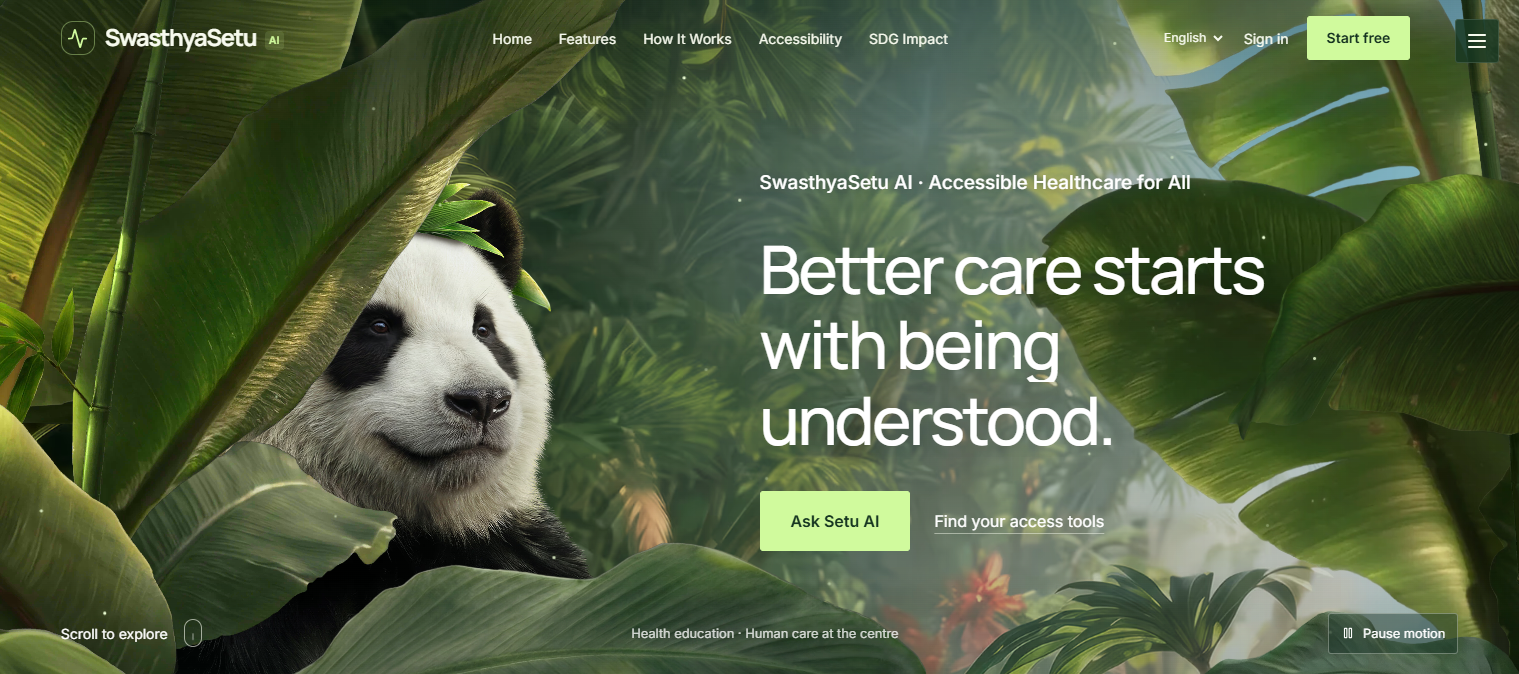 SwasthyaSetu AI
Home Features How It Works Accessibility SDG Impact
English Sign in Start free
SwasthyaSetu AI · Accessible Healthcare for All
Better care starts
with being
understood.
Ask Setu AI Find your access tools
Scroll to explore
Health education · Human care at the centre
Pause motion